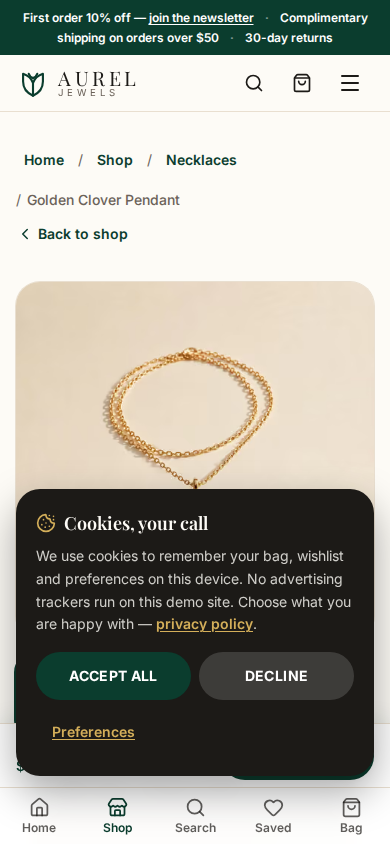 First order 10% off — join the newsletter · Complimentary
shipping on orders over $50 · 30-day returns
AUREL
JEWELS
Home / Shop / Necklaces
/ Golden Clover Pendant
Back to shop
Cookies, your call
We use cookies to remember your bag, wishlist
and preferences on this device. No advertising
trackers run on this demo site. Choose what you
are happy with — privacy policy.
ACCEPT ALL DECLINE
Preferences
Home Shop Search Saved Bag